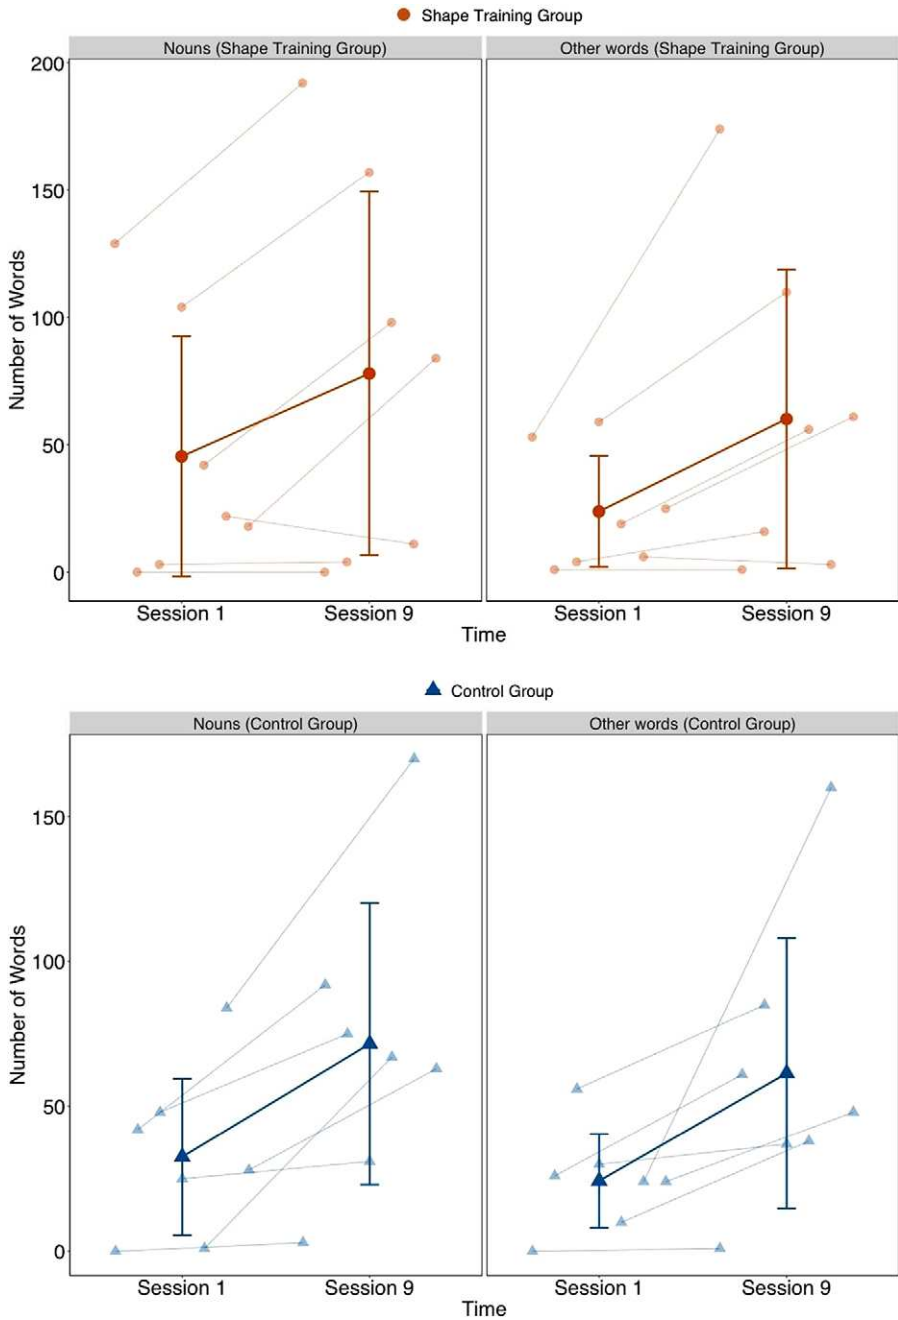 Shape Training Group
Nouns (Shape Training Group) Other words (Shape Training Group)
200
150
100
50
0
Number of Words
Session 1 Session 9 Session 1 Session 9
Time
Control Group
Nouns (Control Group) Other words (Control Group)
150
100
50
0
Number of Words
Session 1 Session 9 Session 1 Session 9
Time